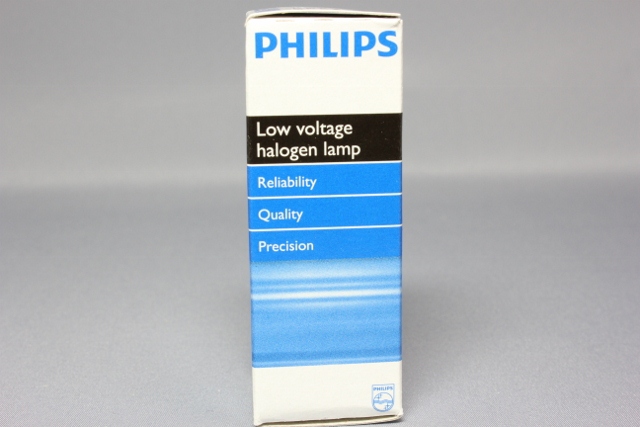 PHILIPS
Low voltage
halogen lamp
Reliability
Quality
Precision
PHILIPS